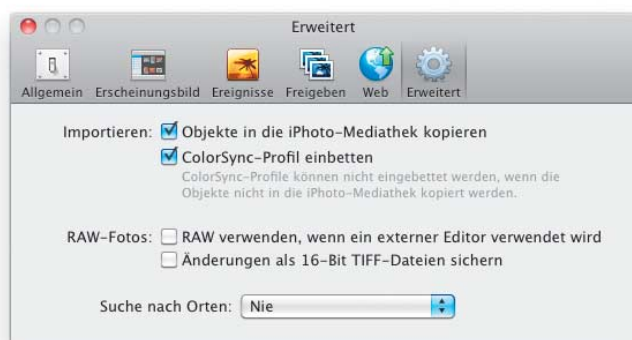 Erweitert
Allgemein Erscheinungsbild Ereignisse Freigeben Web Erweitert
Importieren: Objekte in die iPhoto-Mediathek kopieren
ColorSync-Profil einbetten
ColorSync-Profile können nicht eingebettet werden, wenn die
Objekte nicht in die iPhoto-Mediathek kopiert werden.
RAW-Fotos: RAW verwenden, wenn ein externer Editor verwendet wird
Änderungen als 16-Bit TIFF-Dateien sichern
Suche nach Orten: Nie